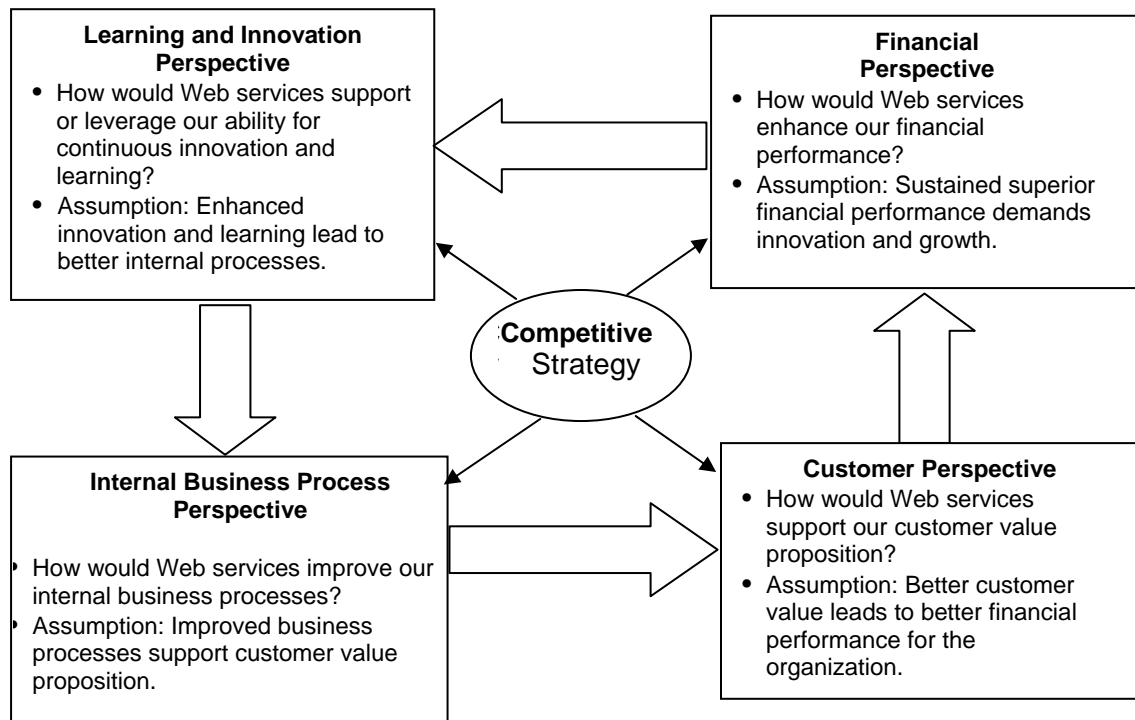 Learning and Innovation
Perspective
• How would Web services support
or leverage our ability for
continuous innovation and
learning?
• Assumption: Enhanced
innovation and learning lead to
better internal processes.
Financial
Perspective
• How would Web services
enhance our financial
performance?
• Assumption: Sustained superior
financial performance demands
innovation and growth.
Competitive
Strategy
Internal Business Process
Perspective
• How would Web services improve our
internal business processes?
• Assumption: Improved business
processes support customer value
proposition.
Customer Perspective
• How would Web services
support our customer value
proposition?
• Assumption: Better customer
value leads to better financial
performance for the
organization.